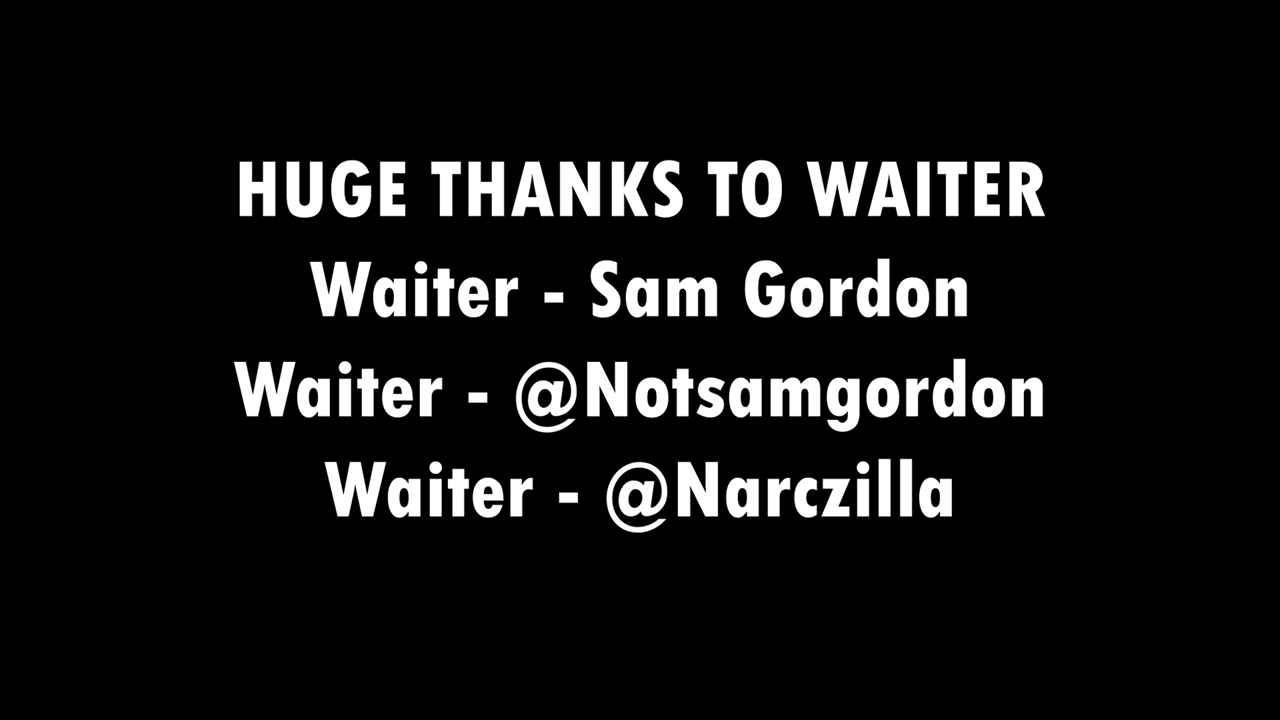 HUGE THANKS TO WAITER
Waiter - Sam Gordon
Waiter - @Notsamgordon
Waiter - @Narczilla